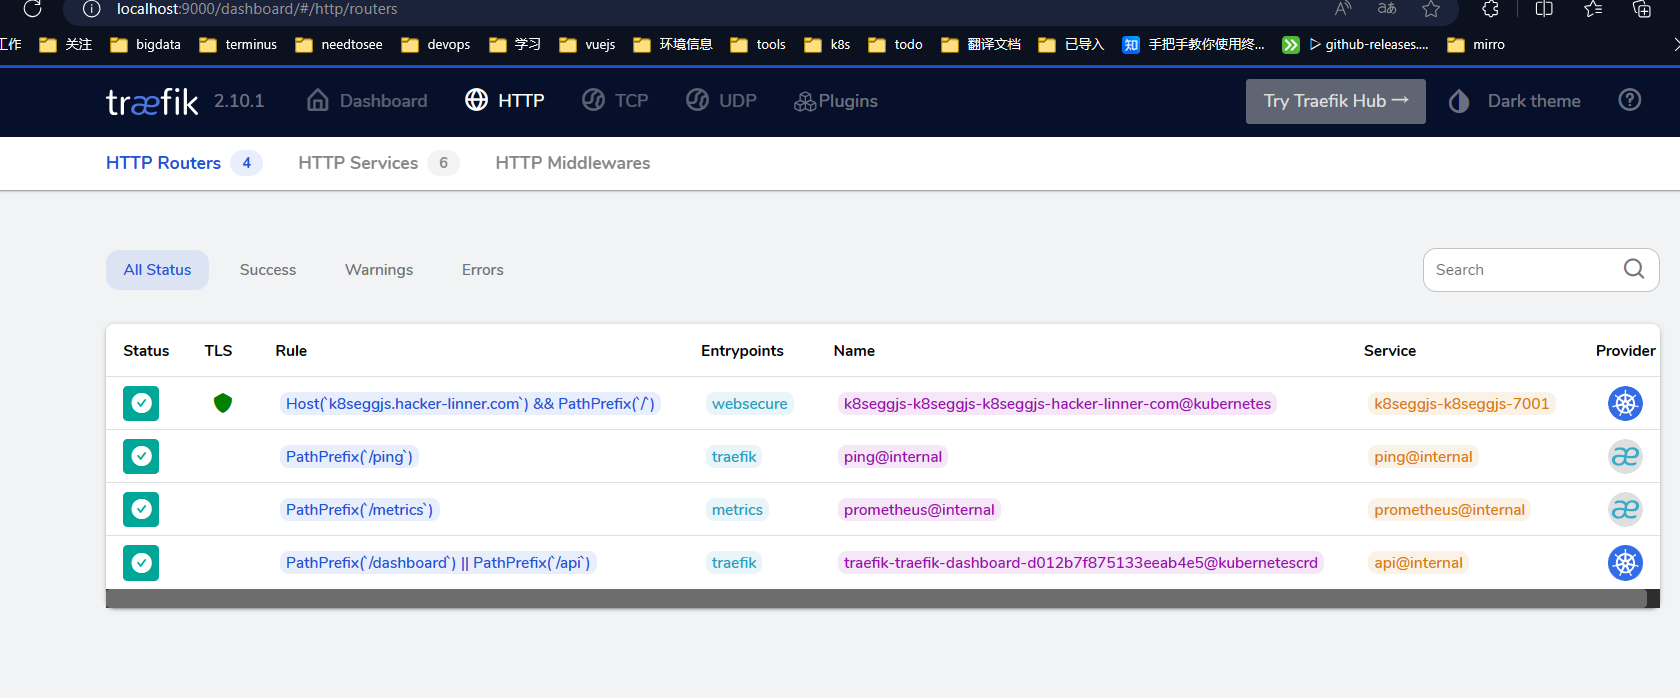 localhost:9000/dashboard/#/http/routers
工作 关注 bigdata terminus needtosee devops 学习 vuejs 环境信息 tools k8s todo 翻译文档 已导入 知 手把手教你使用终... ▷ github-releases.... mirro
træfik 2.10.1 Dashboard HTTP TCP UDP Plugins Try Traefik Hub → Dark theme
HTTP Routers 4 HTTP Services 6 HTTP Middlewares
All Status Success Warnings Errors Search
Status TLS Rule Entrypoints Name Service Provider
Host(`k8seggjs.hacker-linner.com`) && PathPrefix(`/`) websecure k8seggjs-k8seggjs-k8seggjs-hacker-linner-com@kubernetes k8seggjs-k8seggjs-7001
PathPrefix(`/ping`) traefik ping@internal ping@internal
PathPrefix(`/metrics`) metrics prometheus@internal prometheus@internal
PathPrefix(`/dashboard`) || PathPrefix(`/api`) traefik traefik-traefik-dashboard-d012b7f875133eeab4e5@kubernetescrd api@internal